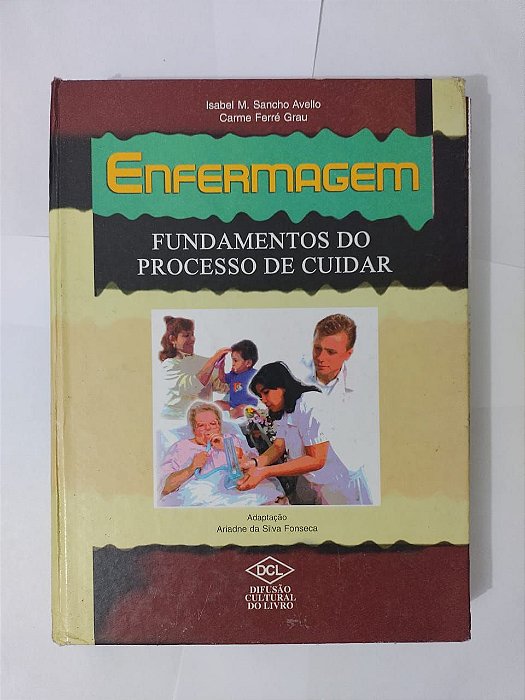 Isabel M. Sancho Avello
Carme Ferré Grau
ENFERMAGEM
FUNDAMENTOS DO
PROCESSO DE CUIDAR
Adaptação
Ariadne da Silva Fonseca
DCL
DIFUSÃO
CULTURAL
DO LIVRO